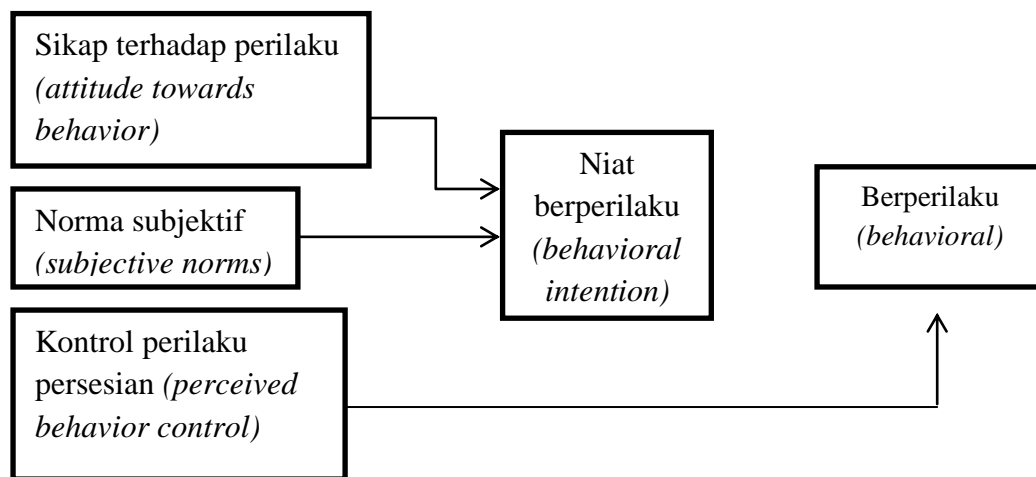 Sikap terhadap perilaku
(attitude towards
behavior)
Norma subjektif
(subjective norms)
Kontrol perilaku
persesian (perceived
behavior control)
Niat
berperilaku
(behavioral
intention)
Berperilaku
(behavioral)